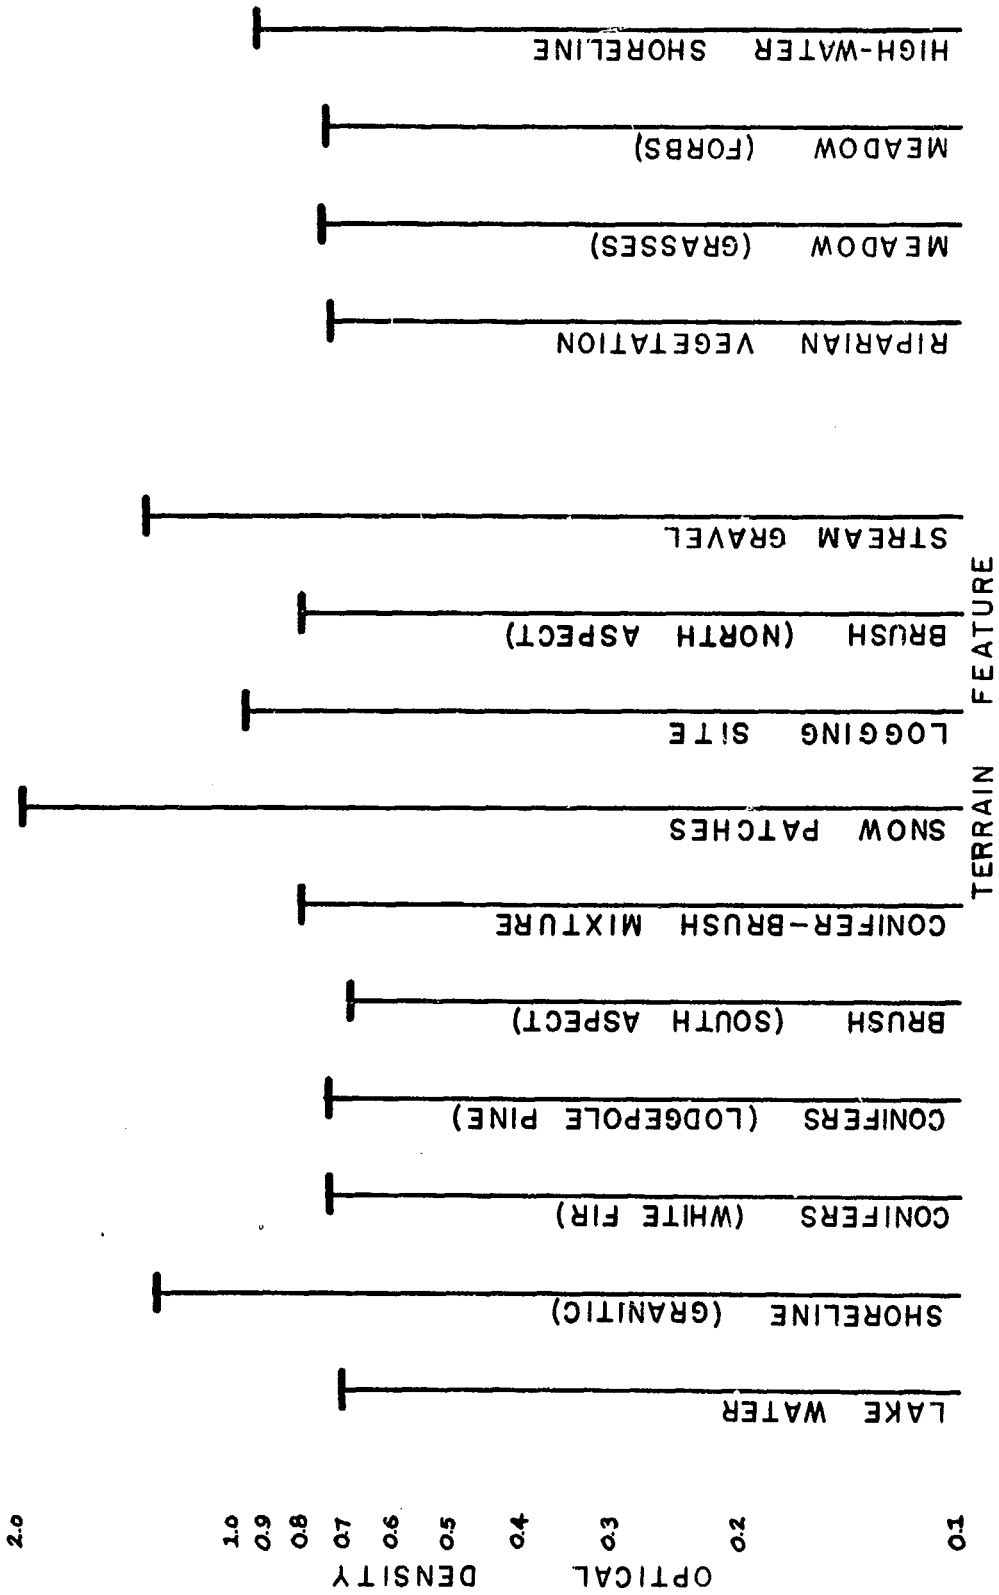 OPTICAL DENSITY
2.0
1.0
0.9
0.8
0.7
0.6
0.5
0.4
0.3
0.2
0.1
LAKE WATER
SHORELINE (GRANITIC)
CONIFERS (WHITE FIR)
CONIFERS (LODGEPOLE PINE)
BRUSH (SOUTH ASPECT)
CONIFER-BRUSH MIXTURE
SNOW PATCHES
LOGGING SITE
BRUSH (NORTH ASPECT)
STREAM GRAVEL
RIPARIAN VEGETATION
MEADOW (GRASSES)
MEADOW (FORBS)
HIGH-WATER SHORELINE
TERRAIN FEATURE